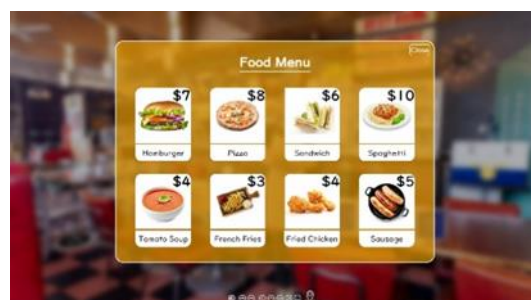 Close
Food Menu
$7 $8 $6 $10
Hamburger Pizza Sandwich Spaghetti
$4 $3 $4 $5
Tomato Soup French Fries Fried Chicken Sausage